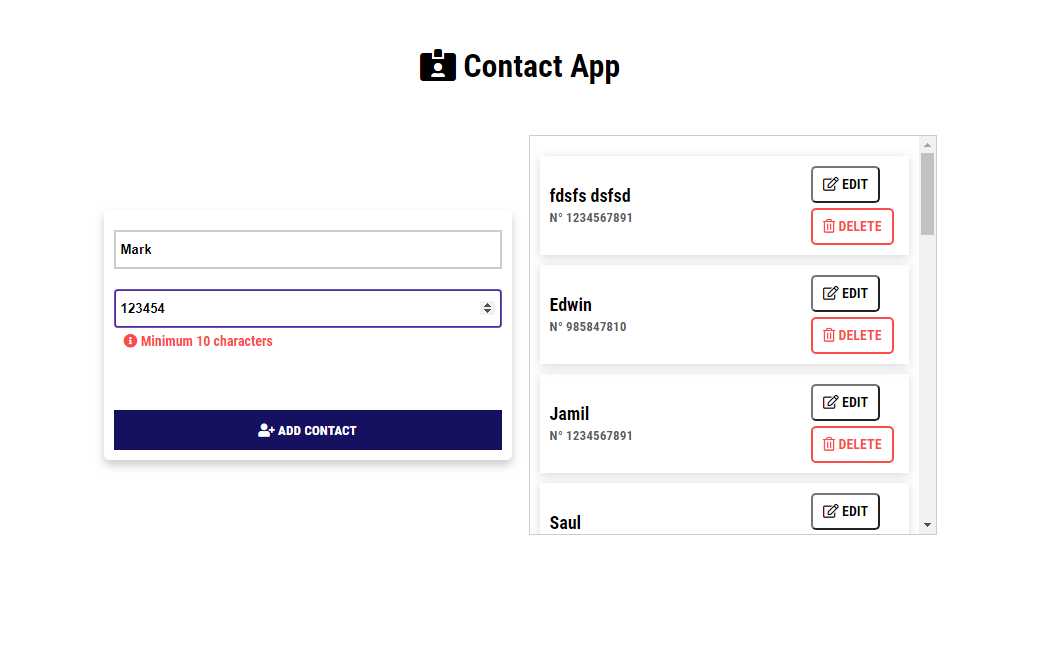 Contact App
Mark
123454
Minimum 10 characters
ADD CONTACT
fdsfs dsfsd
N° 1234567891
EDIT
DELETE
Edwin
N° 985847810
EDIT
DELETE
Jamil
N° 1234567891
EDIT
DELETE
Saul
EDIT